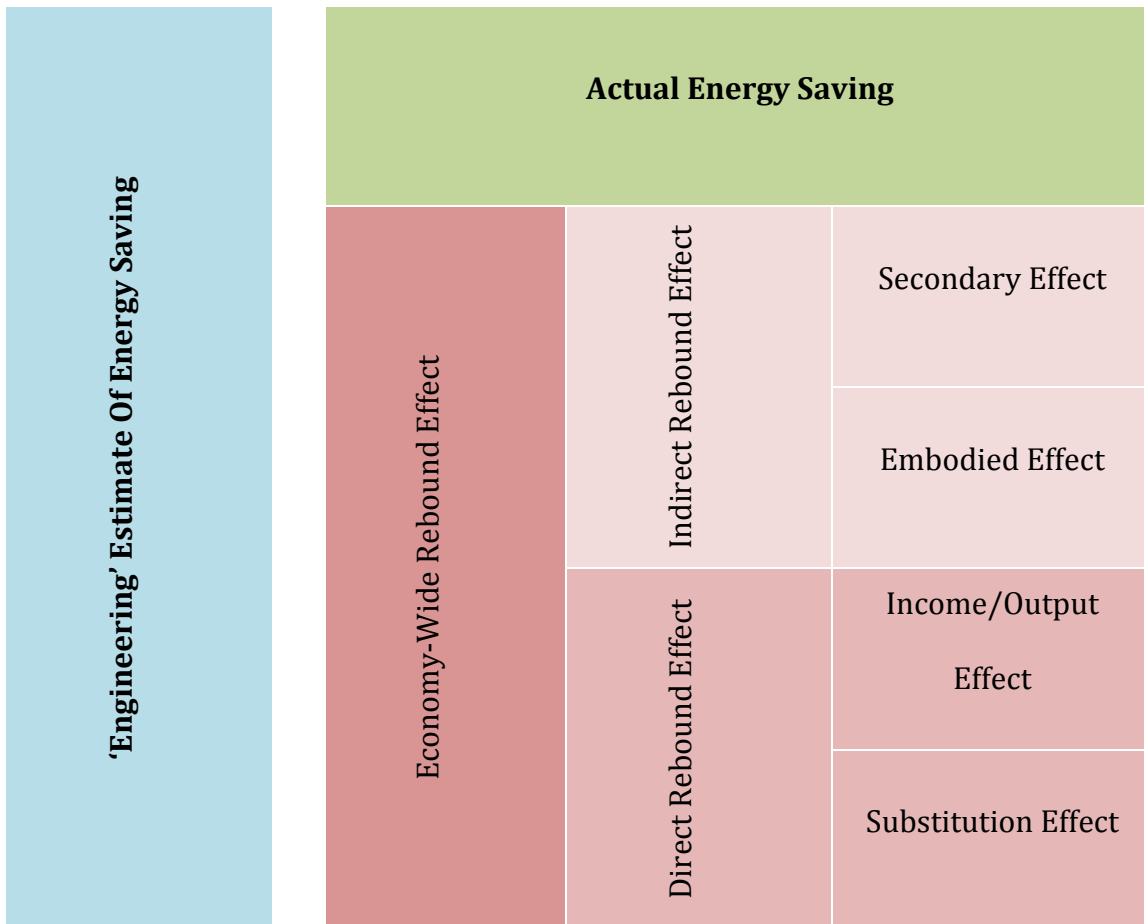 ‘Engineering’ Estimate Of Energy Saving
Actual Energy Saving
Economy-Wide Rebound Effect
Indirect Rebound Effect
Secondary Effect
Embodied Effect
Direct Rebound Effect
Income/Output
Effect
Substitution Effect